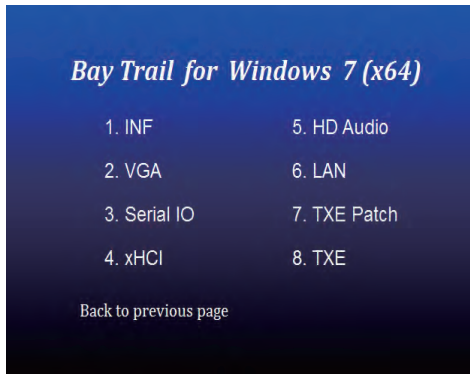 Bay Trail for Windows 7 (x64)
1. INF
2. VGA
3. Serial IO
4. xHCI
5. HD Audio
6. LAN
7. TXE Patch
8. TXE
Back to previous page